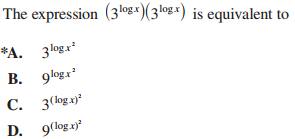 The expression (3^{log x})(3^{log x}) is equivalent to
*A. 3^{log x²}
B. 9^{log x²}
C. 3^{(log x)²}
D. 9^{(log x)²}